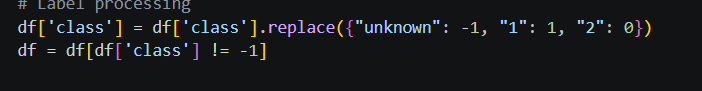 # Label processing
df['class'] = df['class'].replace({"unknown": -1, "1": 1, "2": 0})
df = df[df['class'] != -1]